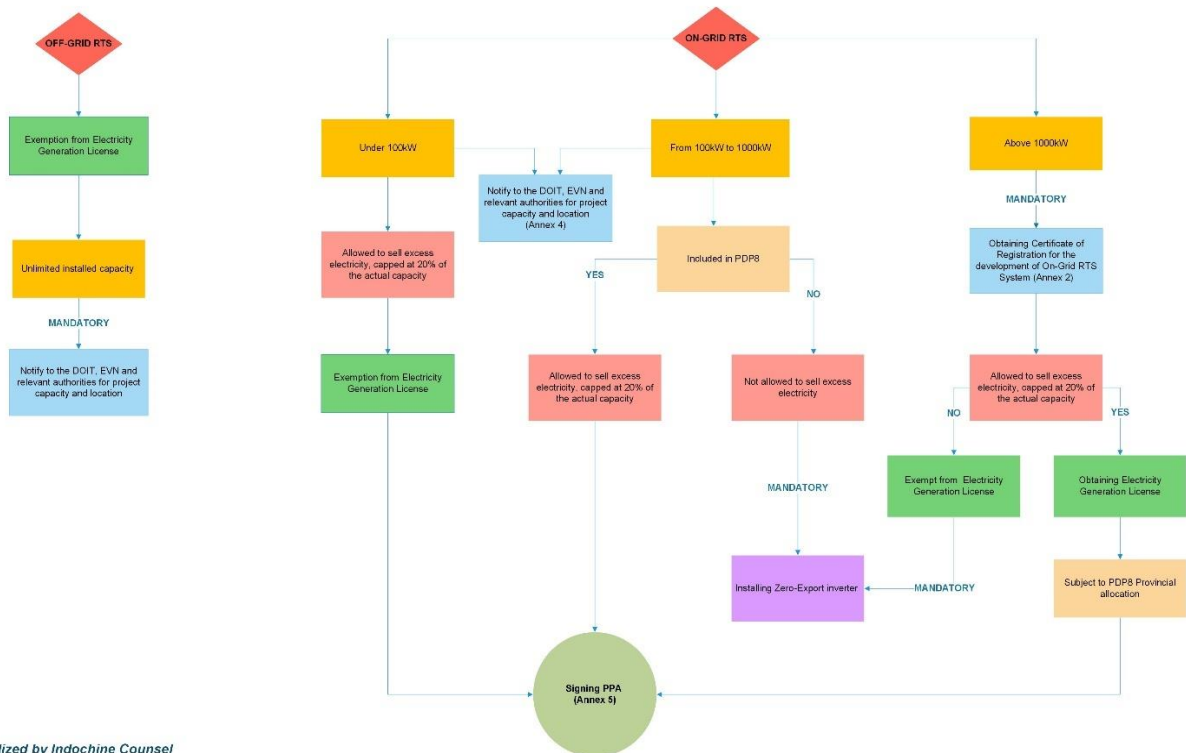 OFF-GRID RTS
ON-GRID RTS
Exemption from Electricity
Generation License
Under 100kW
From 100kW to 1000kW
Above 1000kW
Notify to the DOIT, EVN and
relevant authorities for project
capacity and location
(Annex 4)
MANDATORY
Unlimited installed capacity
Allowed to sell excess
electricity, capped at 20% of
the actual capacity
Included in PDP8
Obtaining Certificate of
Registration for the
development of On-Grid RTS
System (Annex 2)
YES
NO
MANDATORY
Notify to the DOIT, EVN and
relevant authorities for project
capacity and location
Exemption from Electricity
Generation License
Allowed to sell excess
electricity, capped at 20% of
the actual capacity
Not allowed to sell excess
electricity
Allowed to sell excess
electricity, capped at 20% of
the actual capacity
NO
YES
MANDATORY
Exempt from Electricity
Generation License
Obtaining Electricity
Generation License
Installing Zero-Export inverter
MANDATORY
Subject to PDP8 Provincial
allocation
Signing PPA
(Annex 5)
lized by Indochine Counsel